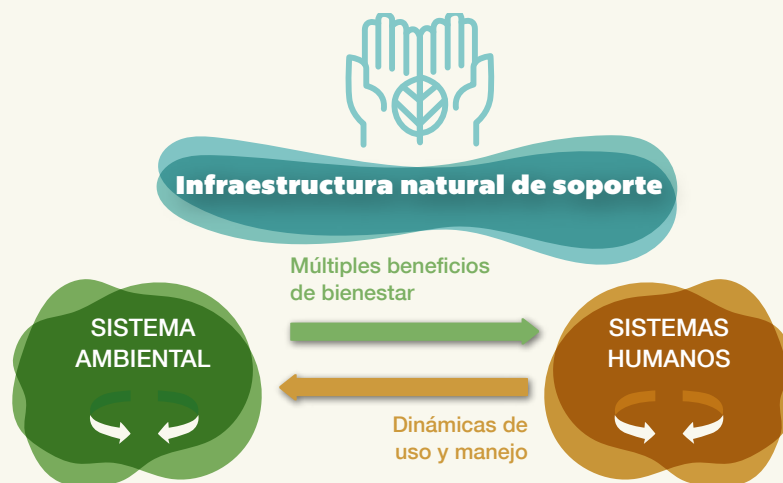 Infraestructura natural de soporte
Múltiples beneficios
de bienestar
SISTEMA
AMBIENTAL
SISTEMAS
HUMANOS
Dinámicas de
uso y manejo